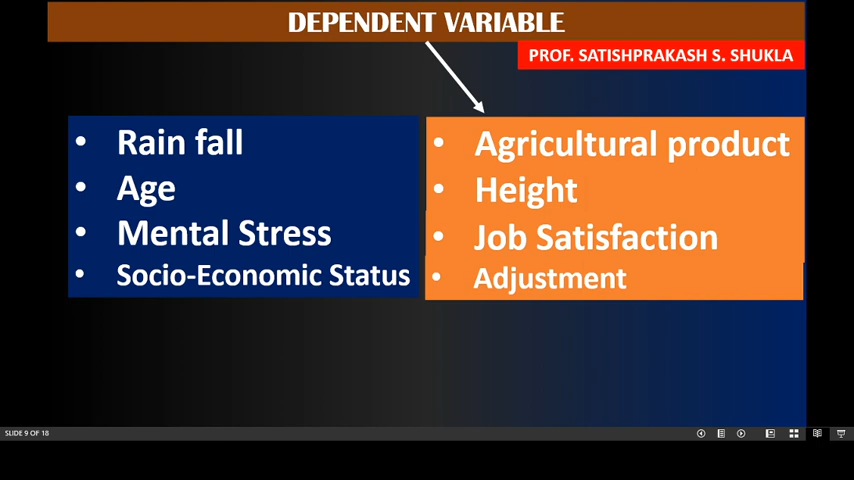 DEPENDENT VARIABLE
PROF. SATISHPRAKASH S. SHUKLA
• Rain fall
• Age
• Mental Stress
• Socio-Economic Status
• Agricultural product
• Height
• Job Satisfaction
• Adjustment
SLIDE 9 OF 18